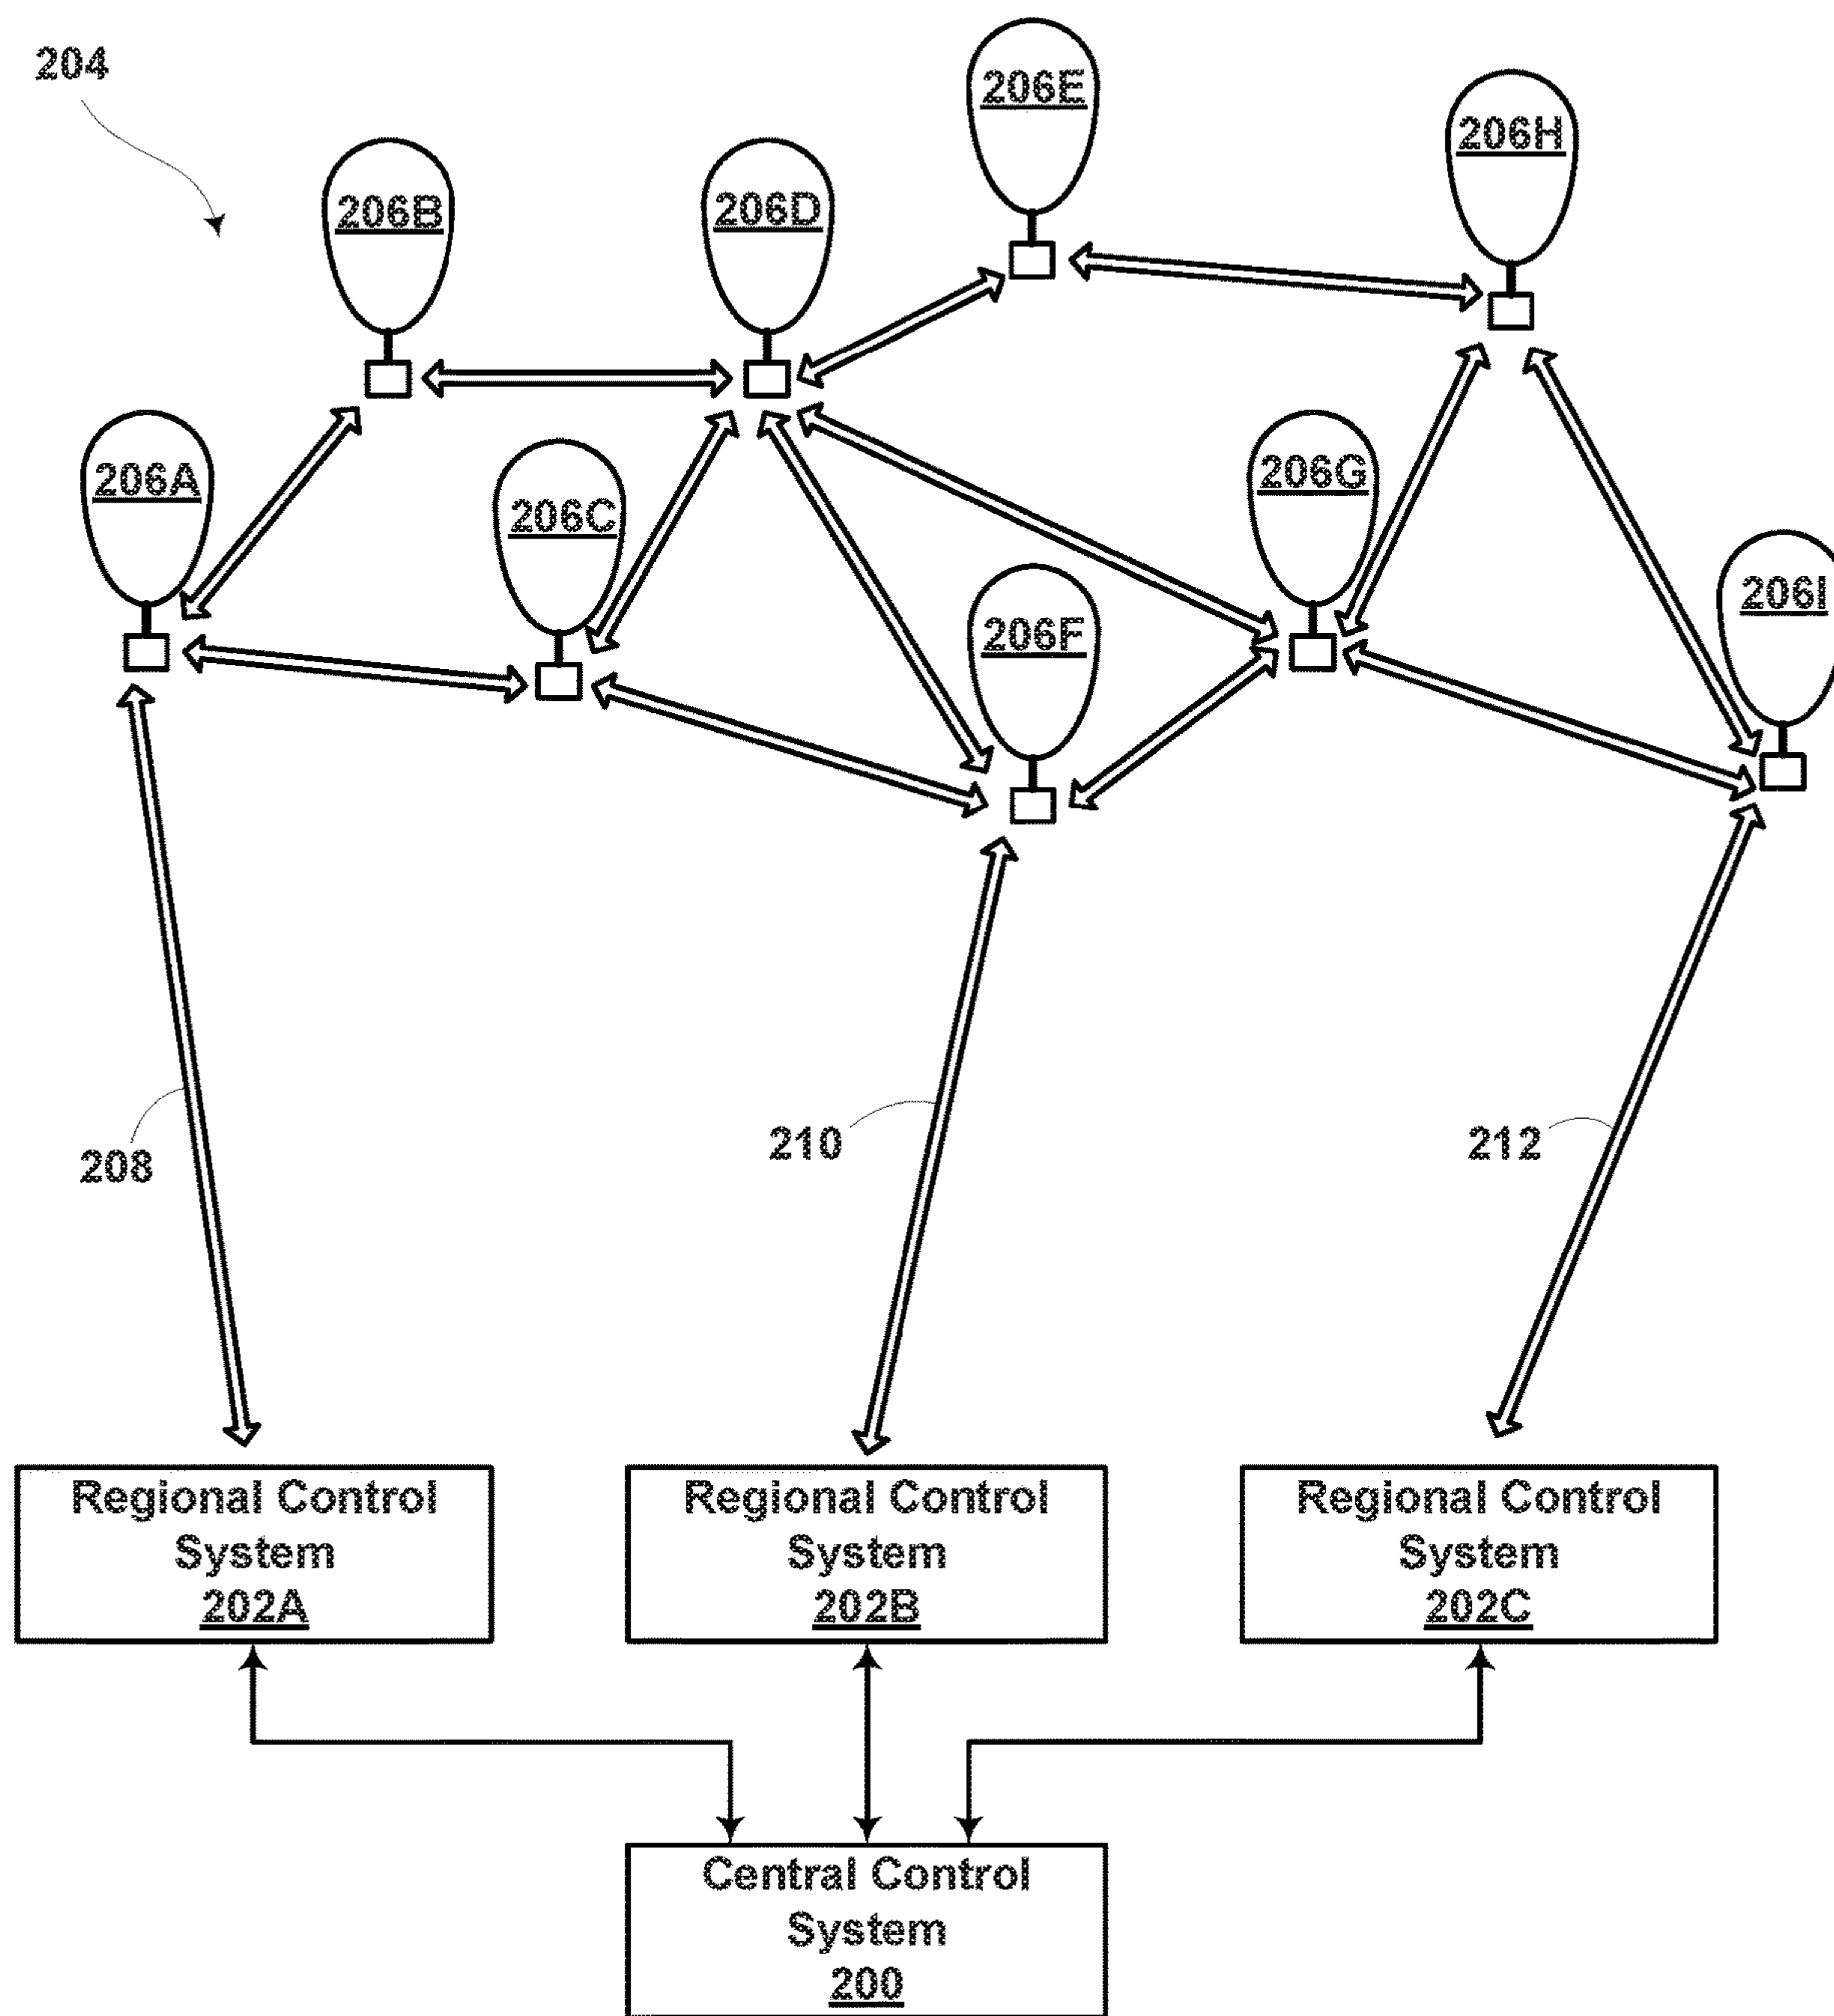 204
206E
206H
206B
206D
206A
206C
206G
206F
206I
208
210
212
Regional Control
System
202A
Regional Control
System
202B
Regional Control
System
202C
Central Control
System
200